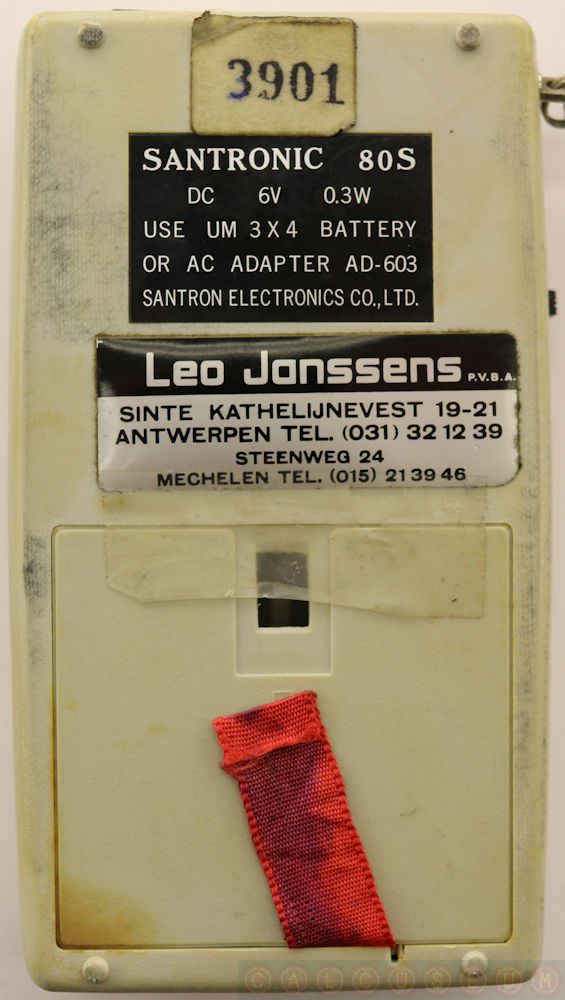 3901
SANTRONIC 80S
DC 6V 0.3W
USE UM 3 X 4 BATTERY
OR AC ADAPTER AD-603
SANTRON ELECTRONICS CO.,LTD.
Leo Janssens P.V.B.A.
SINTE KATHELIJNEVEST 19-21
ANTWERPEN TEL. (031) 32 12 39
STEENWEG 24
MECHELEN TEL. (015) 21 39 46
CALCUSEUM